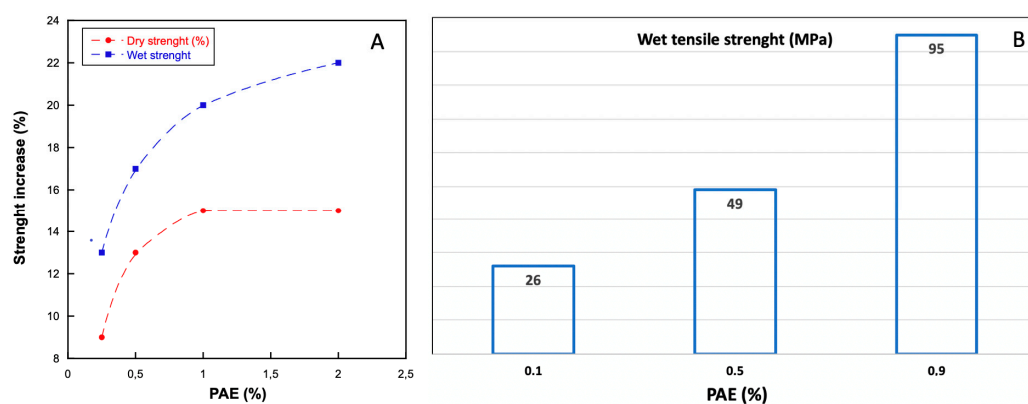 A
Dry strenght (%)
Wet strenght
Strenght increase (%)
24
22
20
18
16
14
12
10
8
0
0,5
1
1,5
2
2,5
PAE (%)
Wet tensile strenght (MPa)
B
26
49
95
0.1
0.5
0.9
PAE (%)